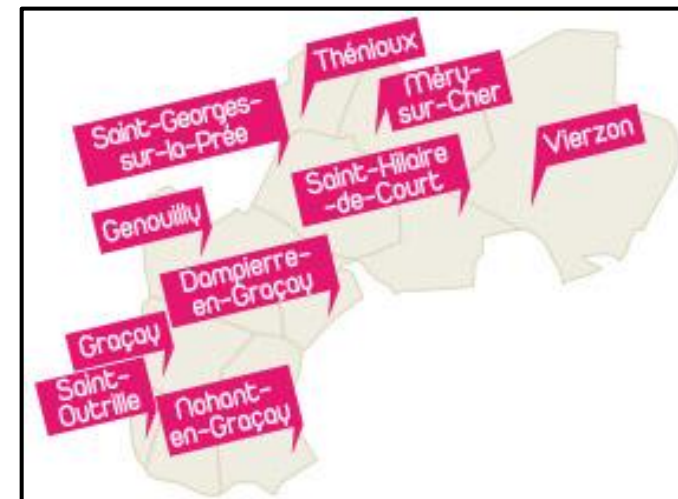 Thénioux
Méry-
sur-Cher
Saint-Georges-
sur-la-Prée
Vierzon
Saint-Hilaire
-de-Court
Genouilly
Dampierre-
en-Graçay
Graçay
Saint-
Outrille
Nohant-
en-Graçay